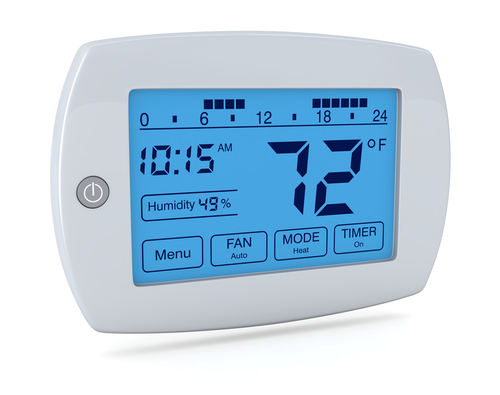 0 6 12 18 24
10:15 AM
72 °F
Humidity 49 %
Menu
FAN
Auto
MODE
Heat
TIMER
On